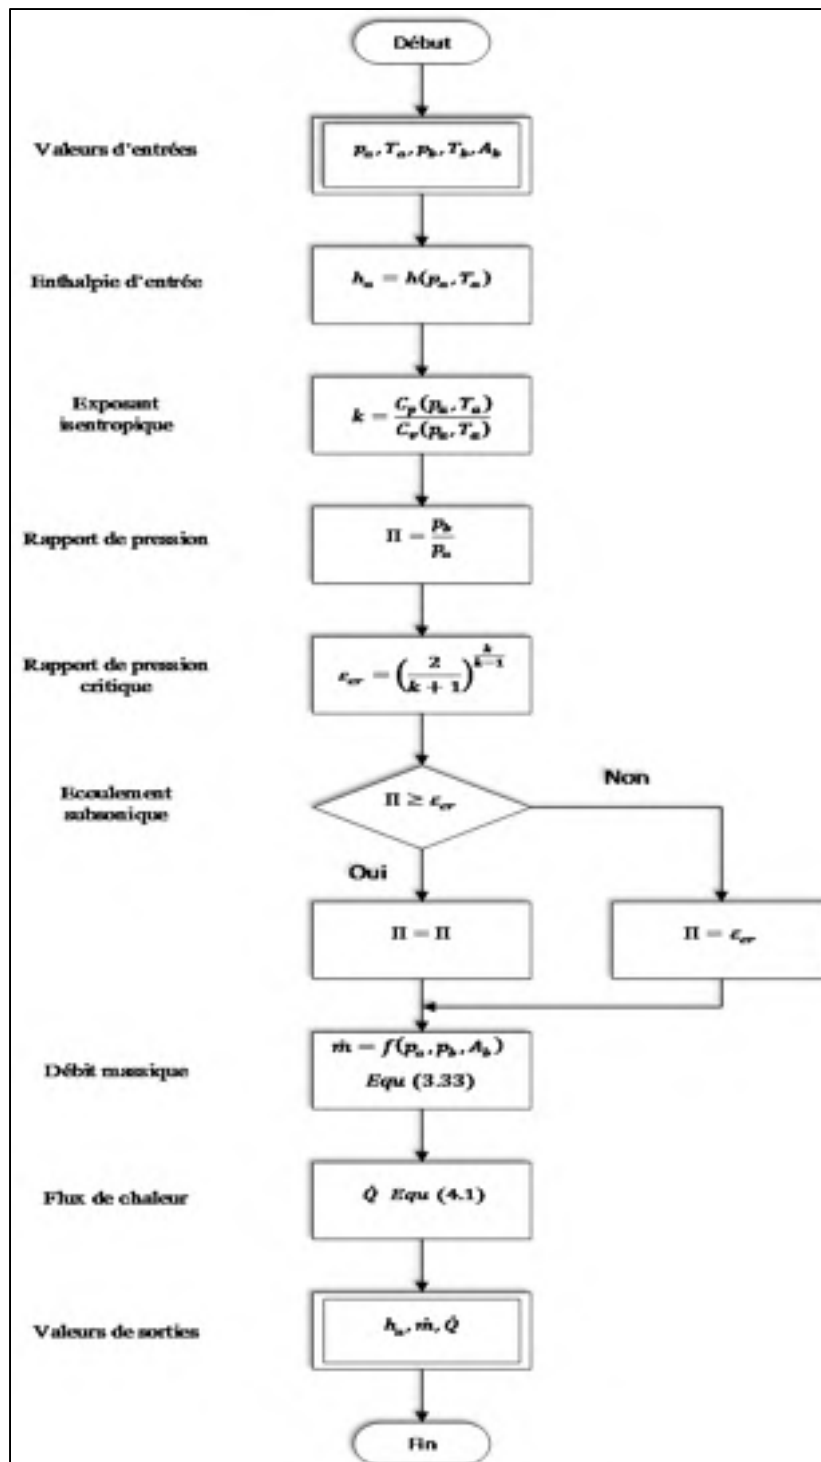 Début
Valeurs d'entrées
p_a, T_a, p_b, T_b, A_b
Enthalpie d'entrée
h_a = h(p_a, T_a)
Exposant
isentropique
k = C_p(p_a, T_a) / C_v(p_a, T_a)
Rapport de pression
Π = p_b / p_a
Rapport de pression
critique
ε_cr = (2 / (k + 1))^(k / (k−1))
Ecoulement
subsonique
Π ≥ ε_cr
Non
Oui
Π = Π
Π = ε_cr
Débit massique
ṁ = f(p_a, p_b, A_b)
Equ (3.33)
Flux de chaleur
Q̇ Equ (4.1)
Valeurs de sorties
h_a, ṁ, Q̇
Fin